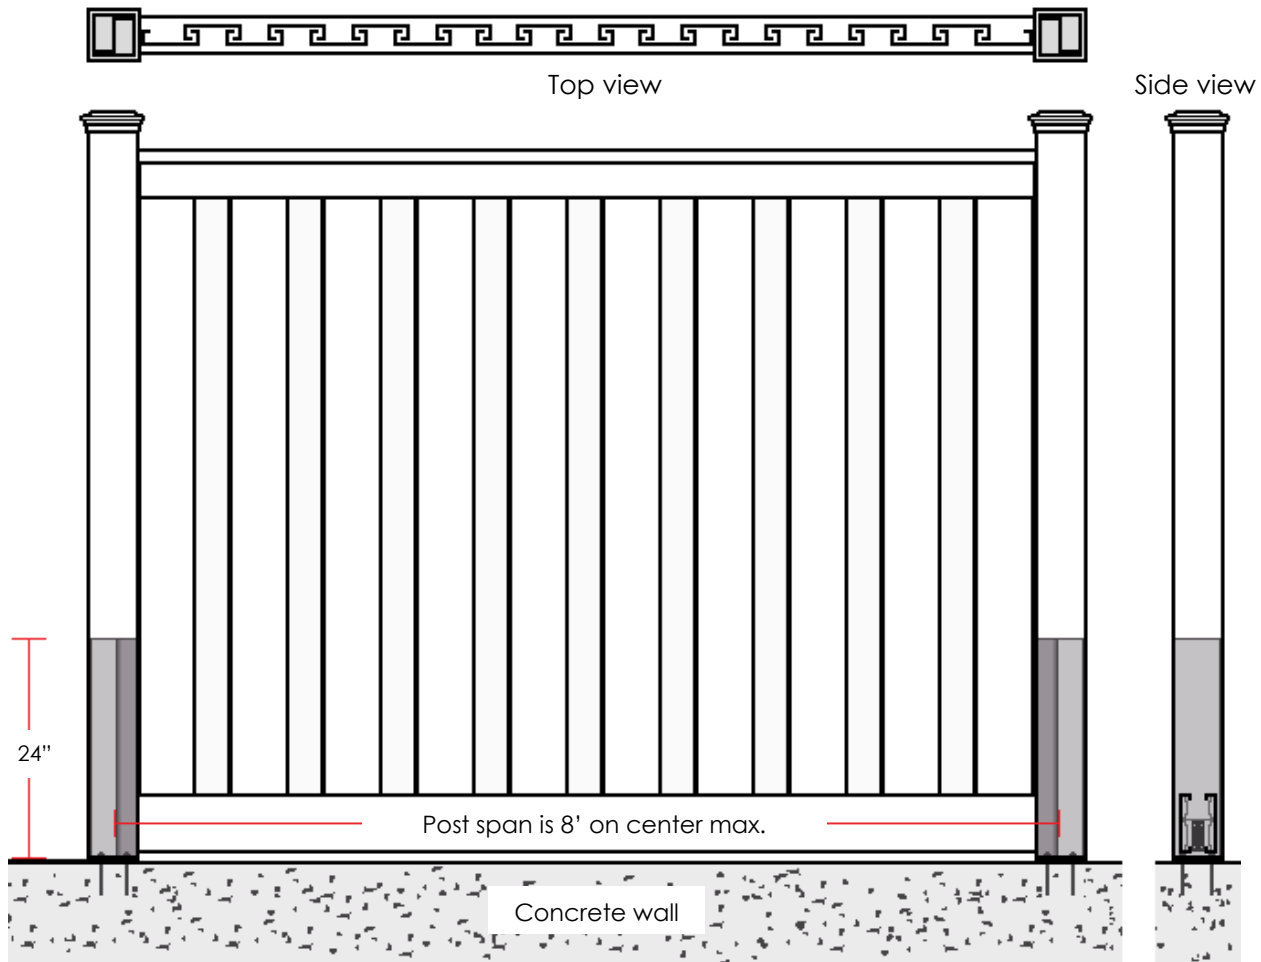 Top view
Side view
24”
Post span is 8’ on center max.
Concrete wall